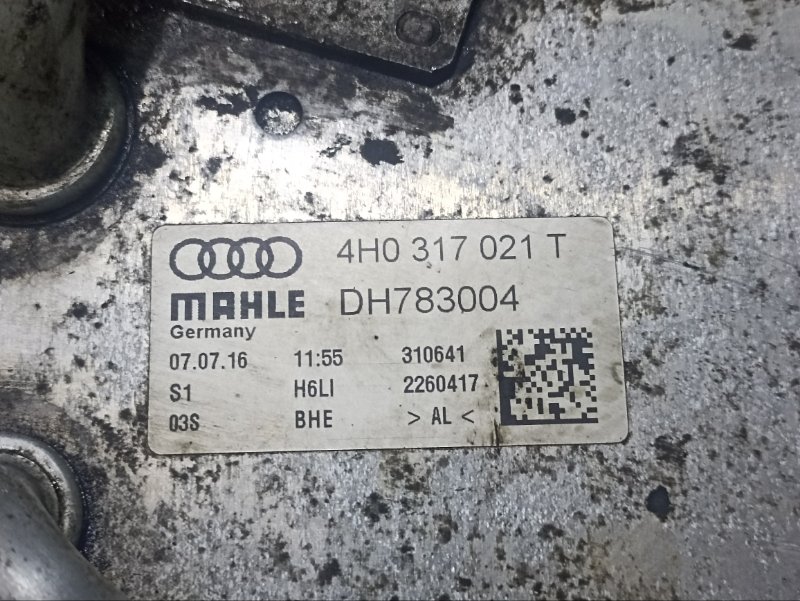 4H0 317 021 T
MAHLE DH783004
Germany
07.07.16 11:55 310641
S1 H6LI 2260417
03S BHE > AL <